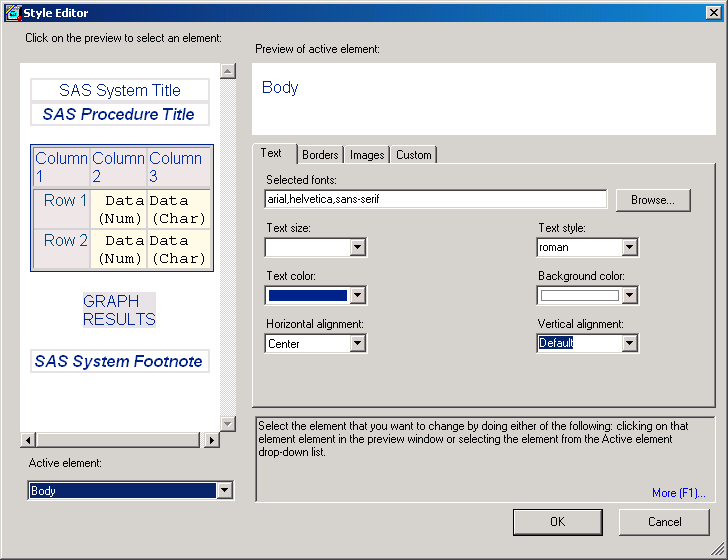 Style Editor
Click on the preview to select an element:
SAS System Title
SAS Procedure Title
Column 1 Column 2 Column 3
Row 1 Data (Num) Data (Char)
Row 2 Data (Num) Data (Char)
GRAPH
RESULTS
SAS System Footnote
Active element:
Body
Preview of active element:
Body
Text Borders Images Custom
Selected fonts:
arial,helvetica,sans-serif Browse...
Text size: Text style:
roman
Text color: Background color:
Horizontal alignment: Vertical alignment:
Center Default
Select the element that you want to change by doing either of the following: clicking on that
element element in the preview window or selecting the element from the Active element
drop-down list.
More (F1)...
OK Cancel